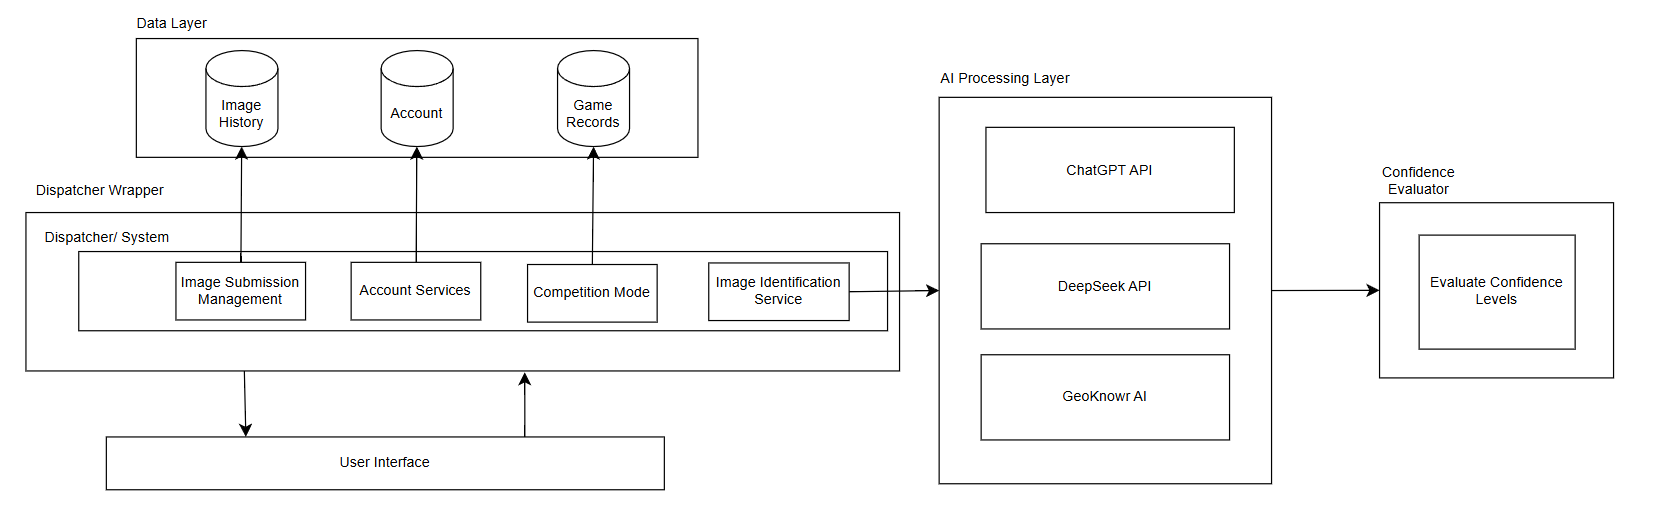 Data Layer
Image
History
Account
Game
Records
Dispatcher Wrapper
Dispatcher/ System
Image Submission
Management
Account Services
Competition Mode
Image Identification
Service
User Interface
AI Processing Layer
ChatGPT API
DeepSeek API
GeoKnowr AI
Confidence
Evaluator
Evaluate Confidence
Levels